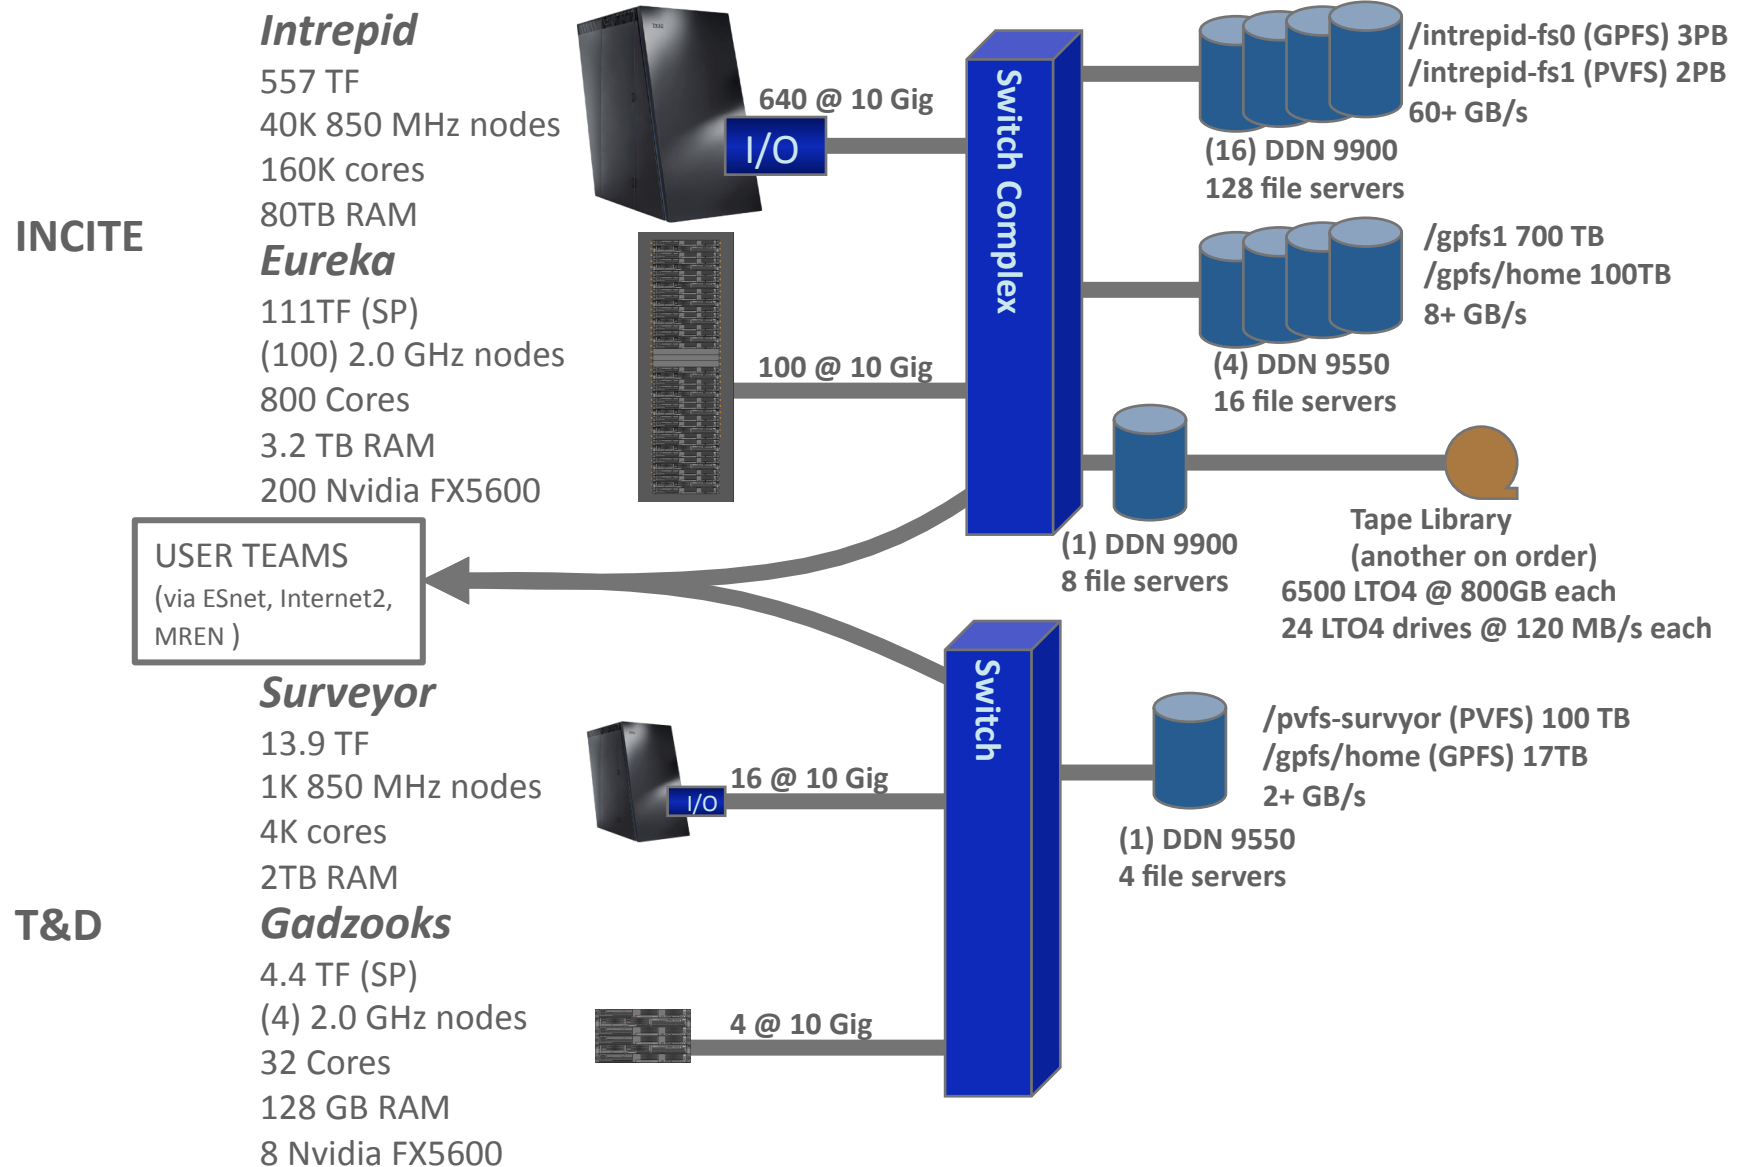 INCITE
Intrepid
557 TF
40K 850 MHz nodes
160K cores
80TB RAM
Eureka
111TF (SP)
(100) 2.0 GHz nodes
800 Cores
3.2 TB RAM
200 Nvidia FX5600
640 @ 10 Gig
I/O
100 @ 10 Gig
Switch Complex
/intrepid-fs0 (GPFS) 3PB
/intrepid-fs1 (PVFS) 2PB
60+ GB/s
(16) DDN 9900
128 file servers
/gpfs1 700 TB
/gpfs/home 100TB
8+ GB/s
(4) DDN 9550
16 file servers
(1) DDN 9900
8 file servers
Tape Library
(another on order)
6500 LTO4 @ 800GB each
24 LTO4 drives @ 120 MB/s each
USER TEAMS
(via ESnet, Internet2,
MREN )
T&D
Surveyor
13.9 TF
1K 850 MHz nodes
4K cores
2TB RAM
Gadzooks
4.4 TF (SP)
(4) 2.0 GHz nodes
32 Cores
128 GB RAM
8 Nvidia FX5600
16 @ 10 Gig
I/O
4 @ 10 Gig
Switch
/pvfs-survyor (PVFS) 100 TB
/gpfs/home (GPFS) 17TB
2+ GB/s
(1) DDN 9550
4 file servers